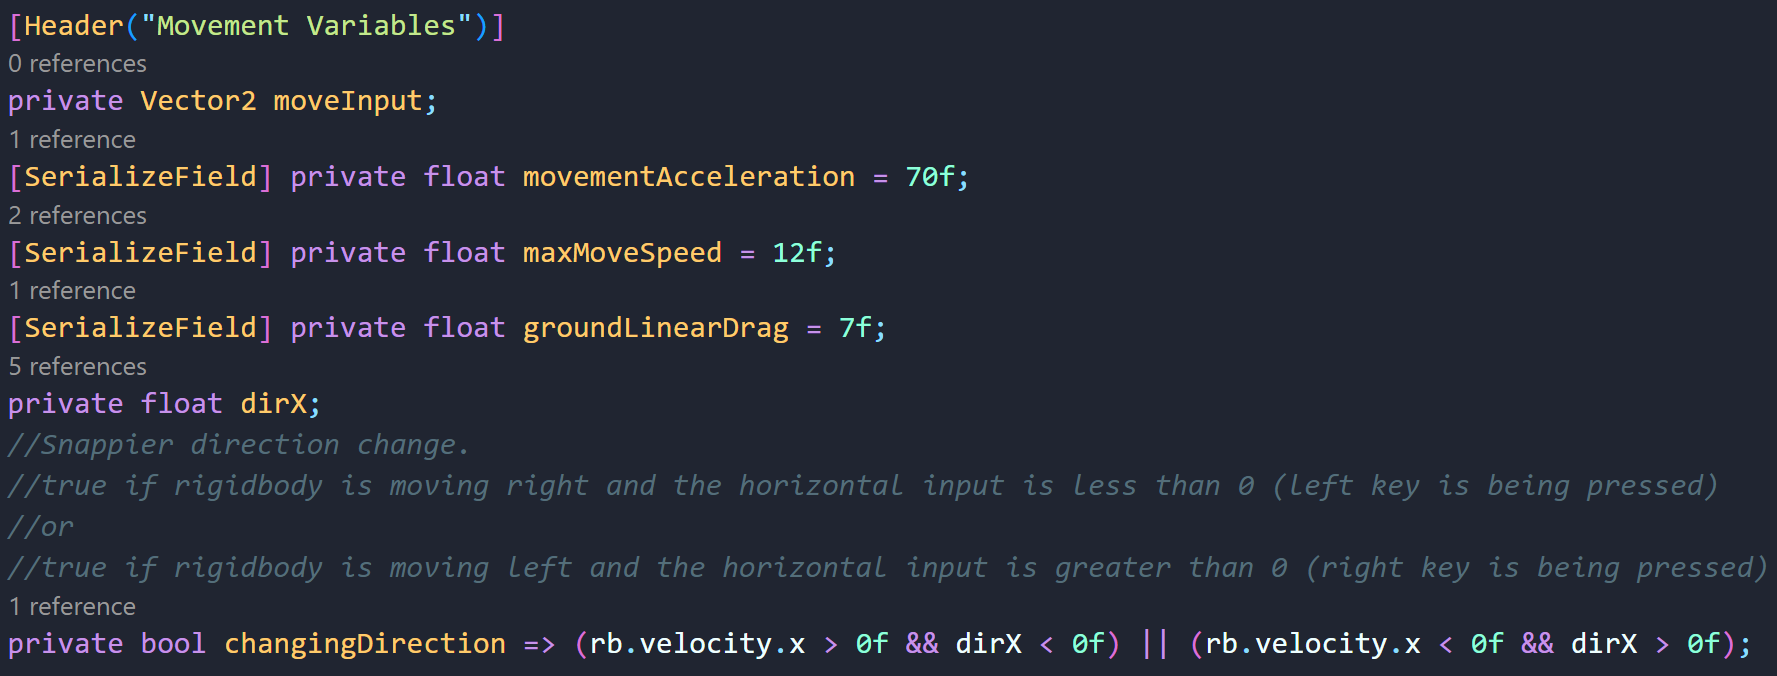 [Header("Movement Variables")]
0 references
private Vector2 moveInput;
1 reference
[SerializeField] private float movementAcceleration = 70f;
2 references
[SerializeField] private float maxMoveSpeed = 12f;
1 reference
[SerializeField] private float groundLinearDrag = 7f;
5 references
private float dirX;
//Snappier direction change.
//true if rigidbody is moving right and the horizontal input is less than 0 (left key is being pressed)
//or
//true if rigidbody is moving left and the horizontal input is greater than 0 (right key is being pressed)
1 reference
private bool changingDirection => (rb.velocity.x > 0f && dirX < 0f) || (rb.velocity.x < 0f && dirX > 0f);